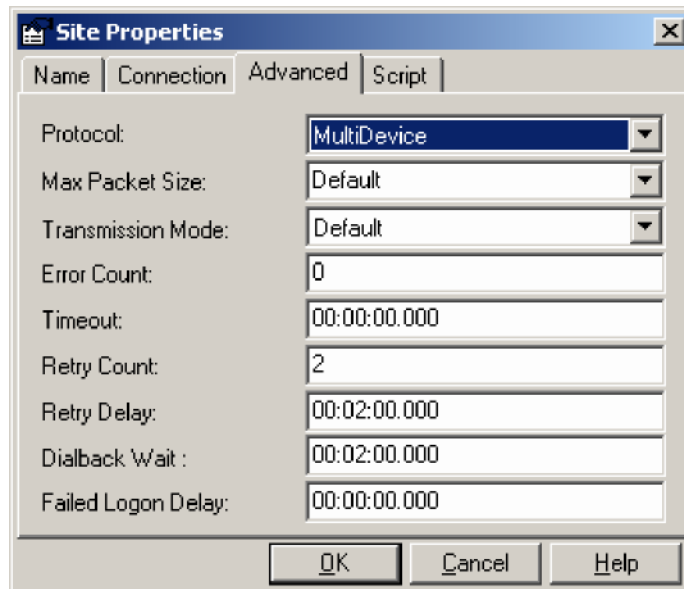 Site Properties
Name Connection Advanced Script
Protocol: MultiDevice
Max Packet Size: Default
Transmission Mode: Default
Error Count: 0
Timeout: 00:00:00.000
Retry Count: 2
Retry Delay: 00:02:00.000
Dialback Wait : 00:02:00.000
Failed Logon Delay: 00:00:00.000
OK Cancel Help